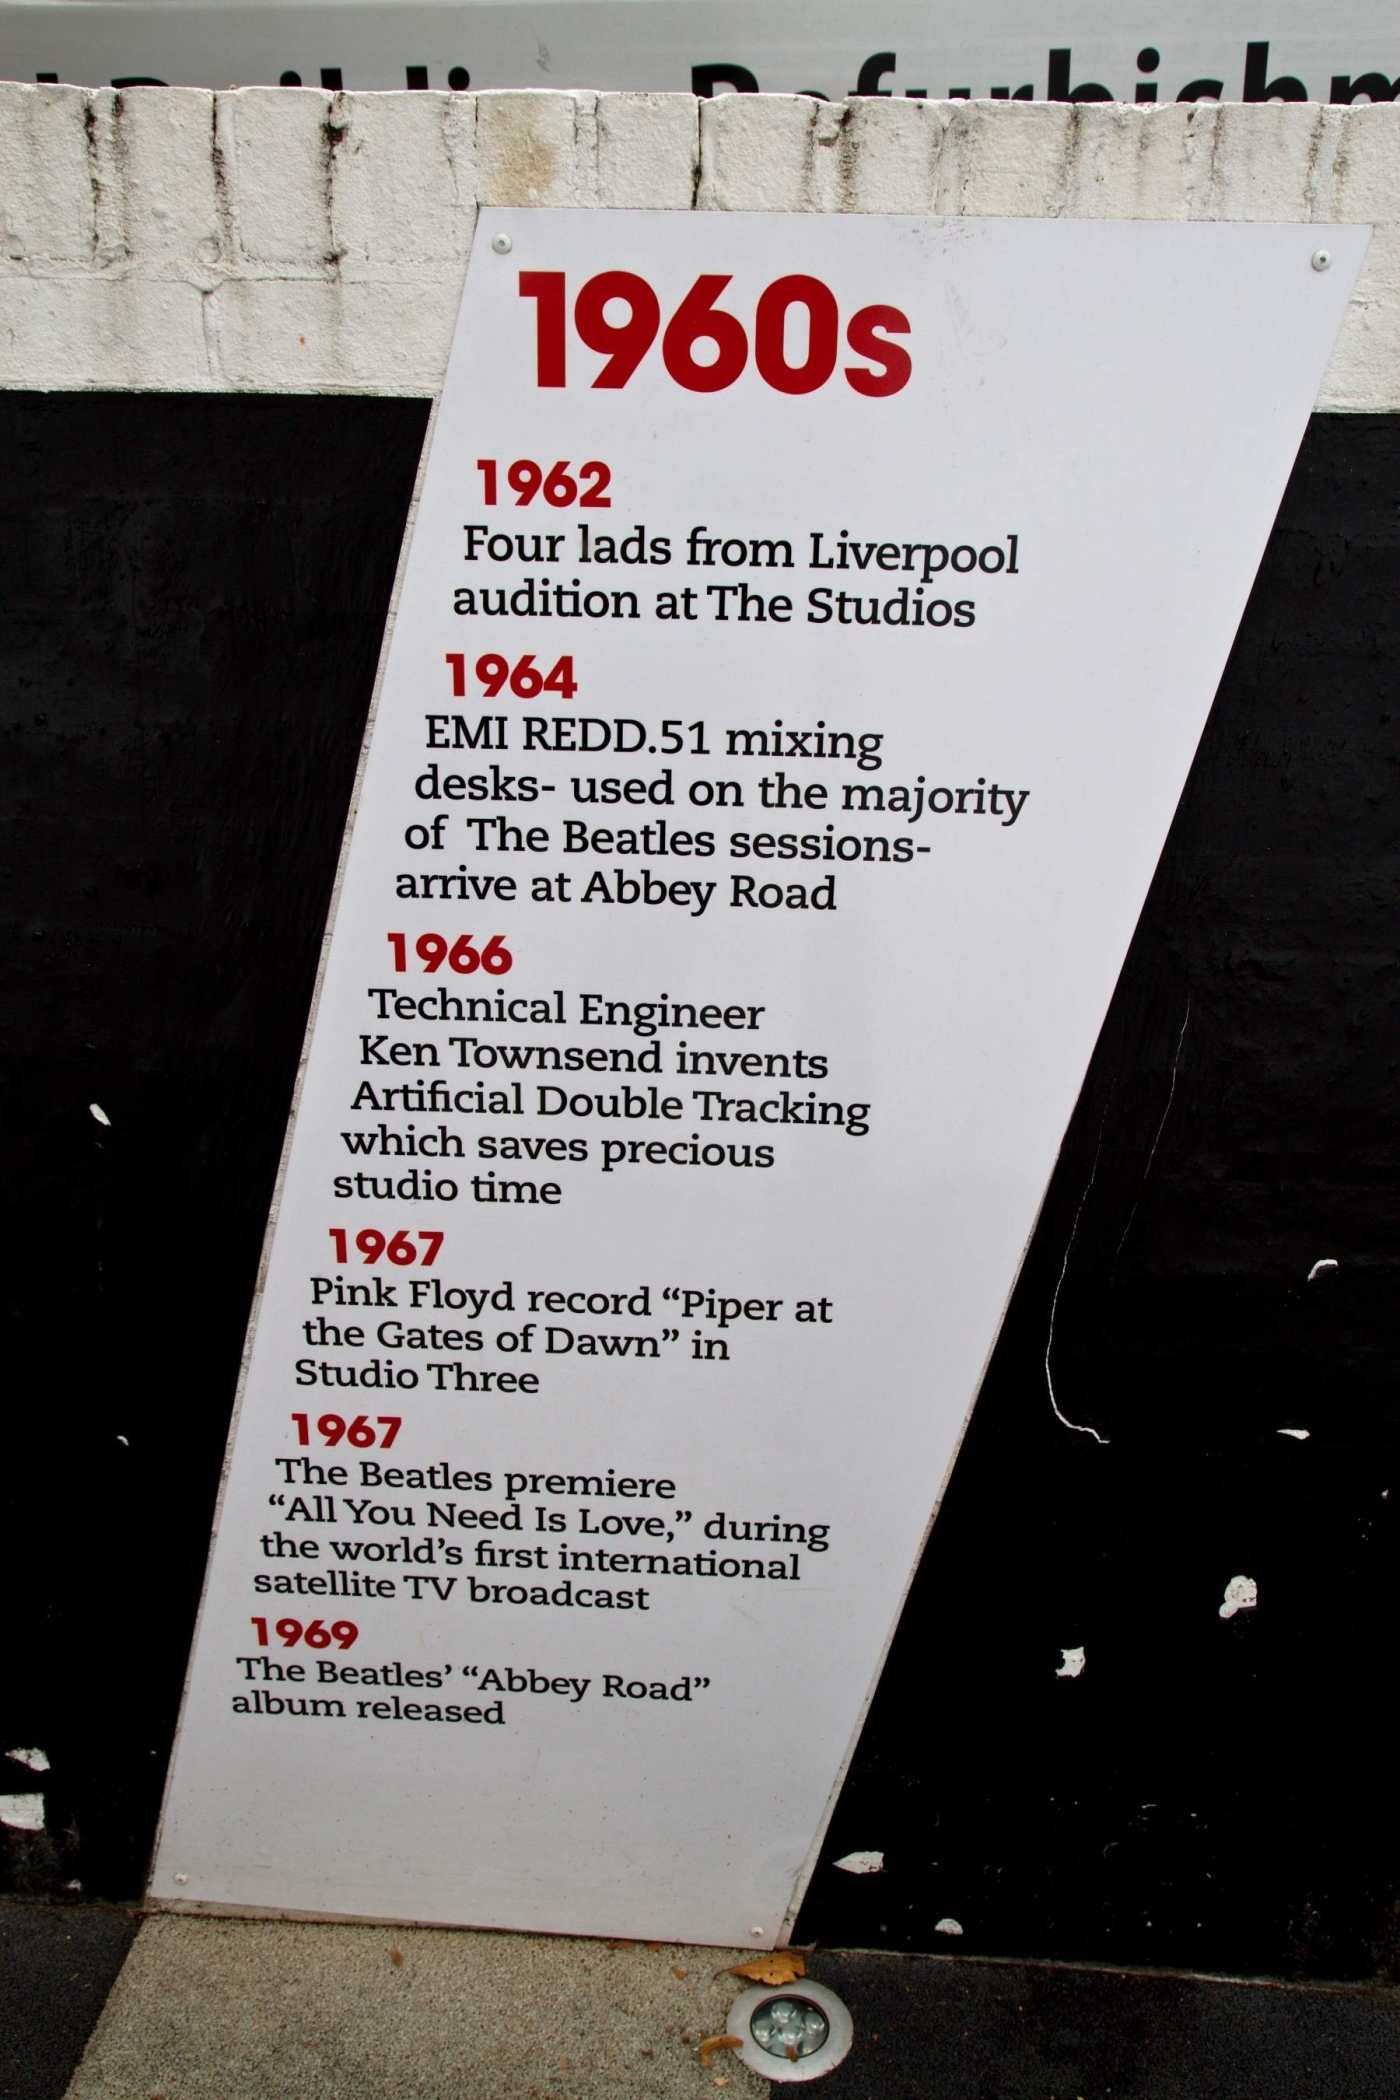 1960s
1962
Four lads from Liverpool
audition at The Studios
1964
EMI REDD.51 mixing
desks- used on the majority
of The Beatles sessions-
arrive at Abbey Road
1966
Technical Engineer
Ken Townsend invents
Artificial Double Tracking
which saves precious
studio time
1967
Pink Floyd record “Piper at
the Gates of Dawn” in
Studio Three
1967
The Beatles premiere
“All You Need Is Love,” during
the world’s first international
satellite TV broadcast
1969
The Beatles’ “Abbey Road”
album released